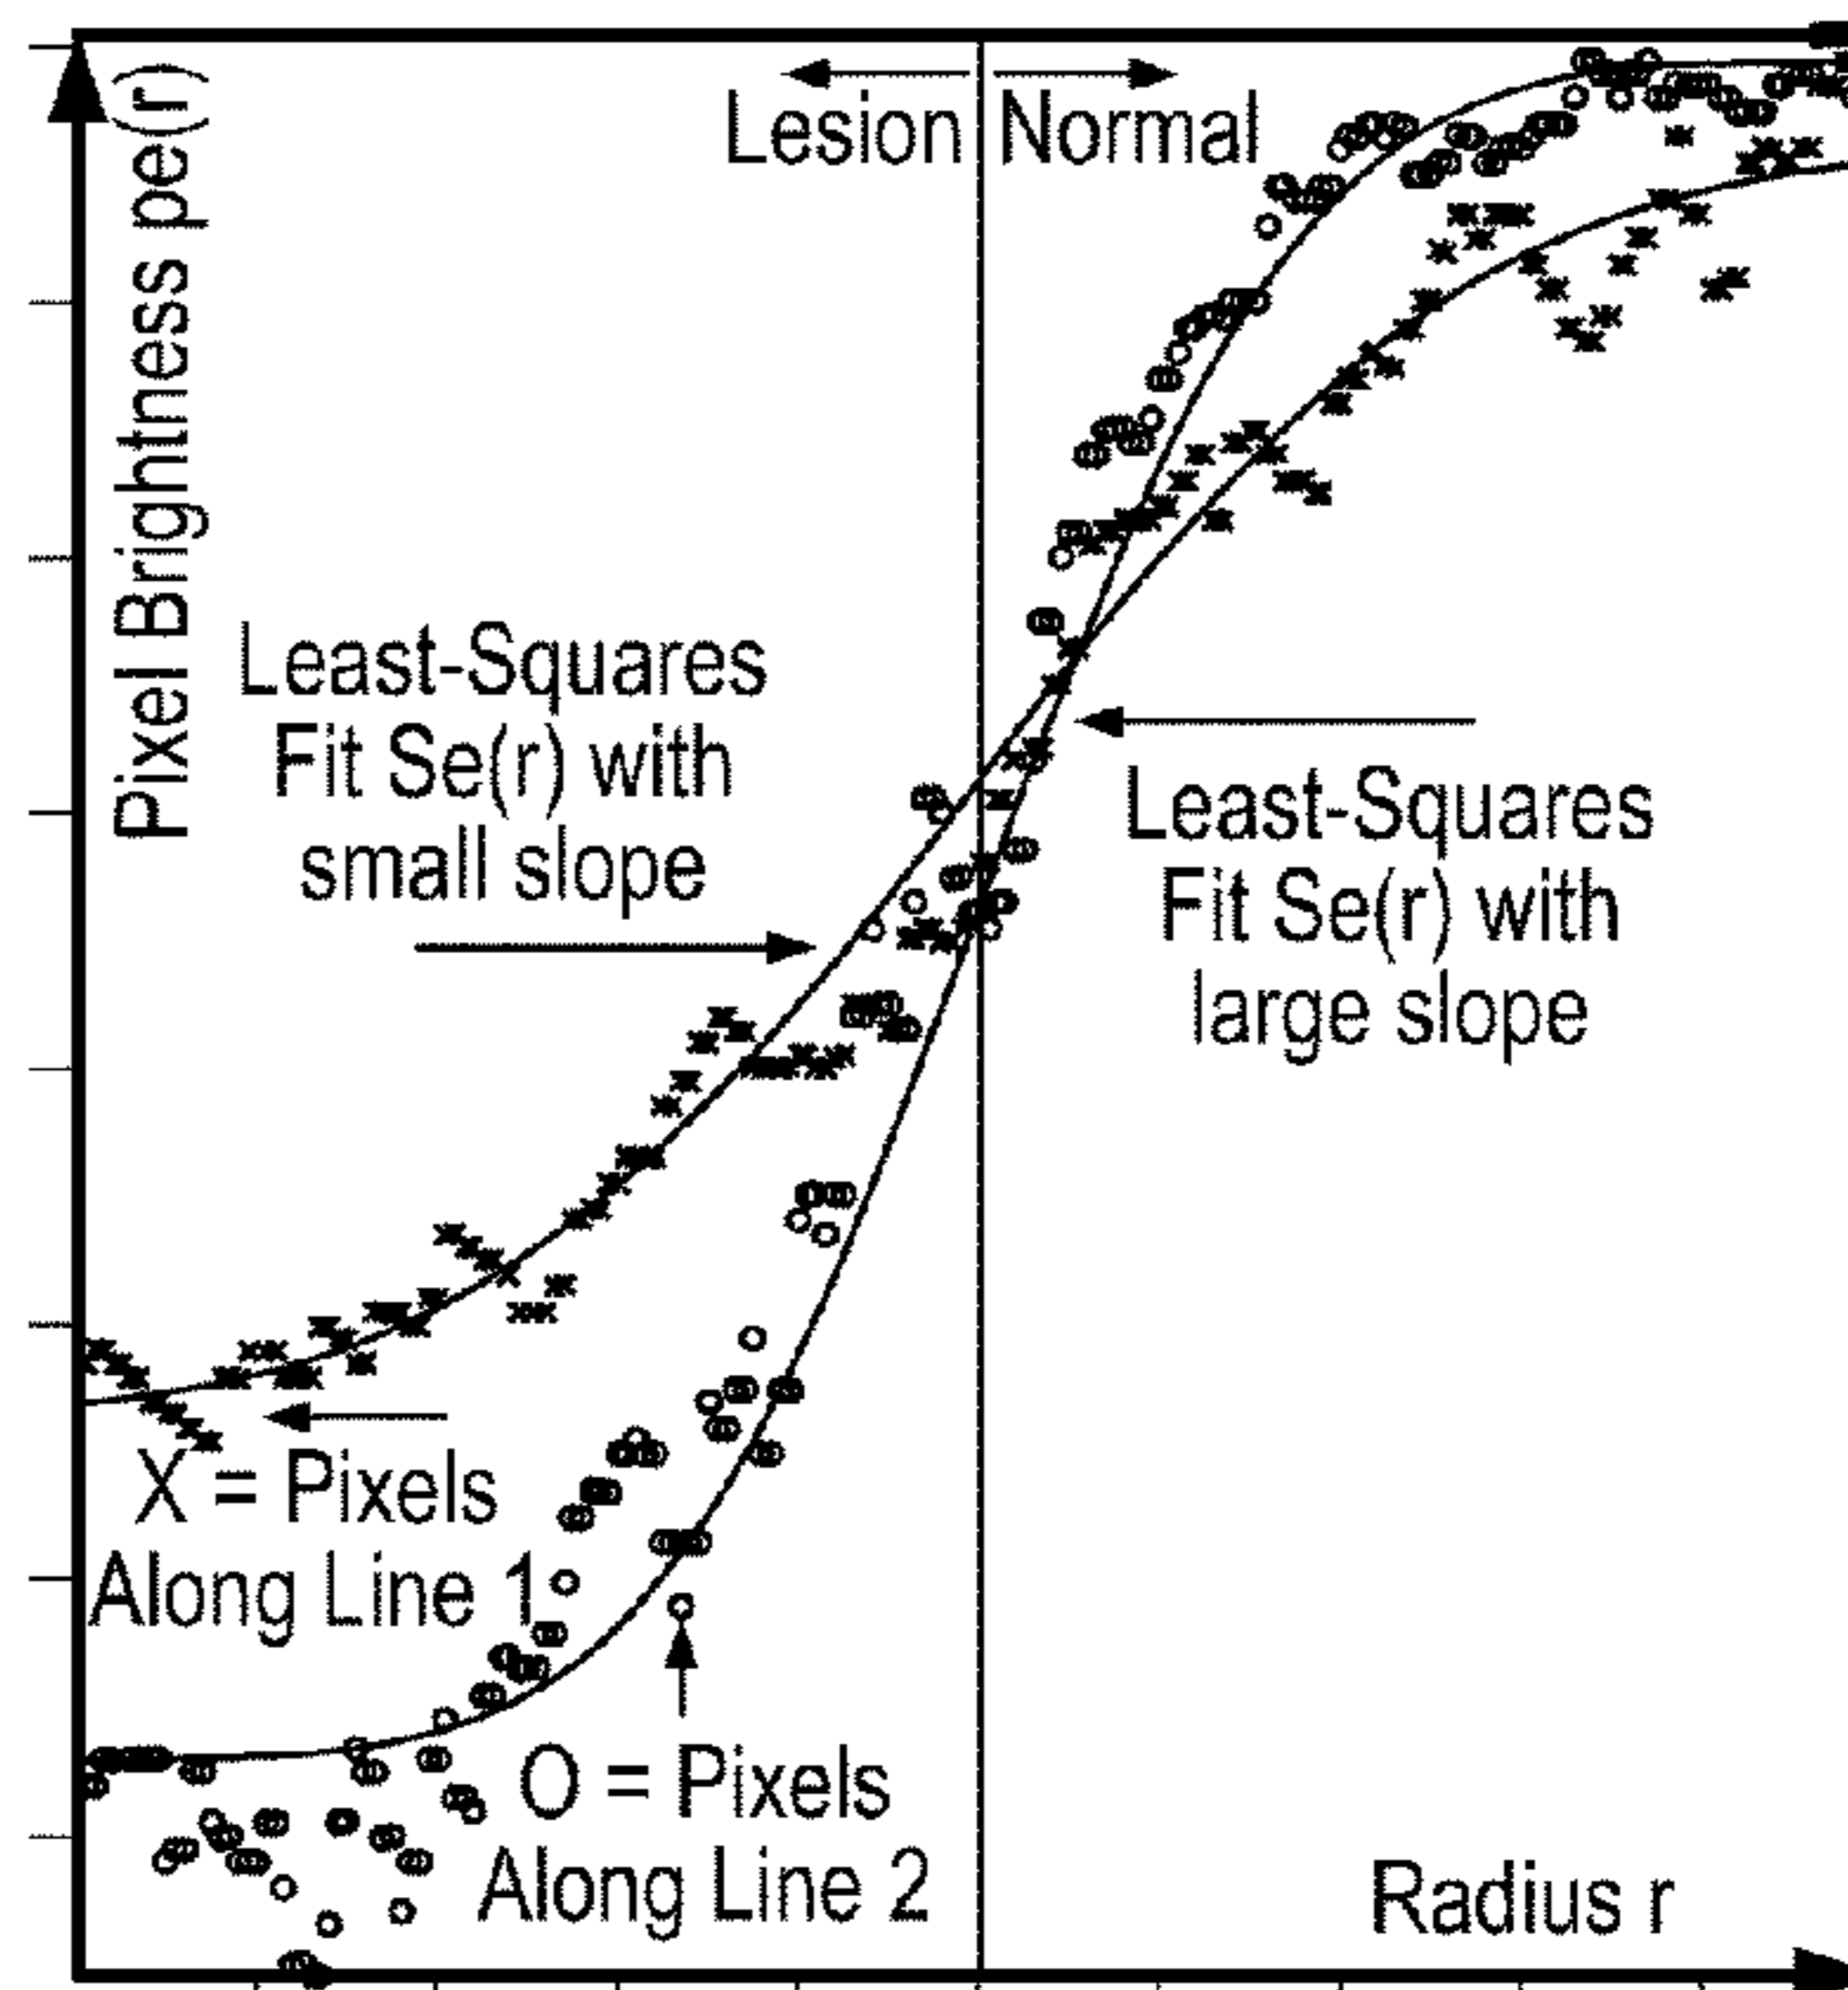 Pixel Brightness pe(r)
Lesion Normal
Least-Squares
Fit Se(r) with
small slope
Least-Squares
Fit Se(r) with
large slope
X = Pixels
Along Line 1
O = Pixels
Along Line 2
Radius r